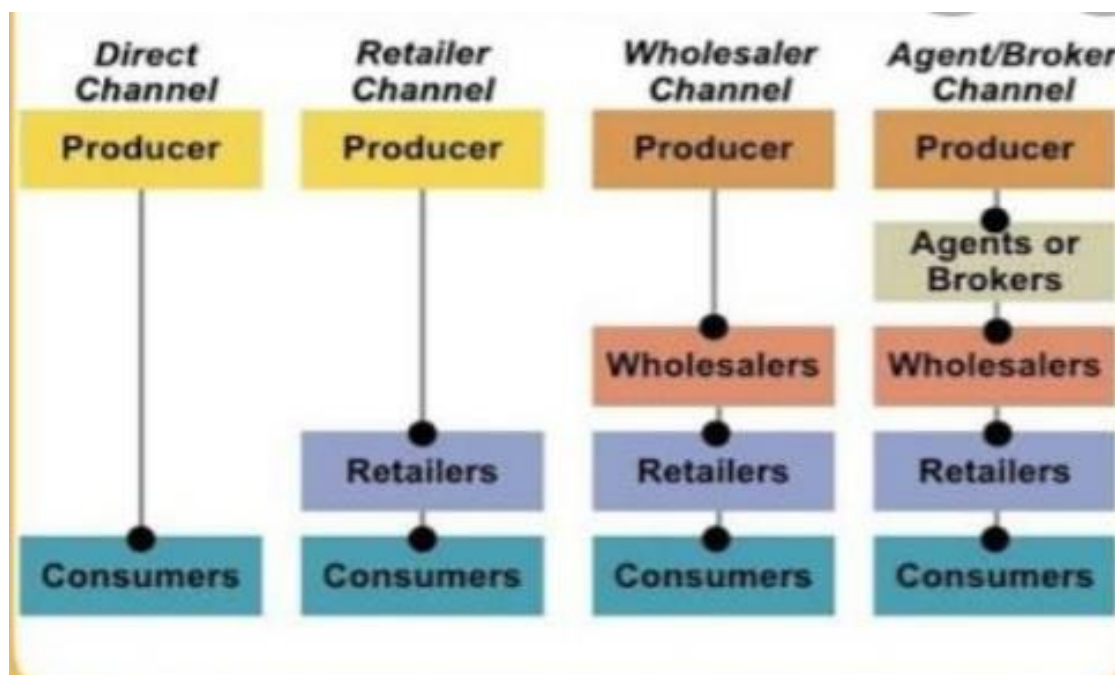 Direct
Channel
Retailer
Channel
Wholesaler
Channel
Agent/Broker
Channel
Producer
Producer
Producer
Producer
Agents or
Brokers
Wholesalers
Wholesalers
Retailers
Retailers
Retailers
Consumers
Consumers
Consumers
Consumers